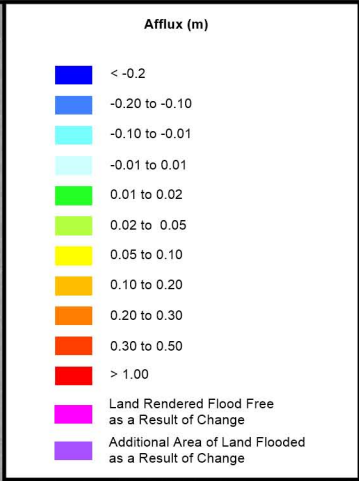 Afflux (m)
< -0.2
-0.20 to -0.10
-0.10 to -0.01
-0.01 to 0.01
0.01 to 0.02
0.02 to 0.05
0.05 to 0.10
0.10 to 0.20
0.20 to 0.30
0.30 to 0.50
> 1.00
Land Rendered Flood Free
as a Result of Change
Additional Area of Land Flooded
as a Result of Change